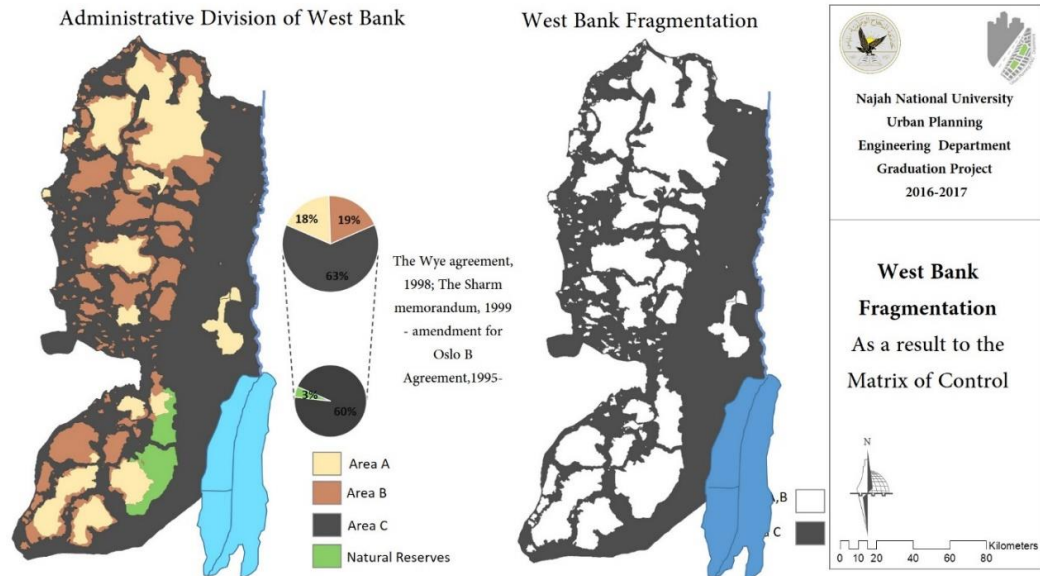 Administrative Division of West Bank
18%
19%
63%
3%
60%
The Wye agreement,
1998; The Sharm
memorandum, 1999
- amendment for
Oslo B
Agreement,1995-
Area A
Area B
Area C
Natural Reserves
West Bank Fragmentation
,B
C
Najah National University
Urban Planning
Engineering Department
Graduation Project
2016-2017
West Bank
Fragmentation
As a result to the
Matrix of Control
N
Kilometers
0 10 20 40 60 80